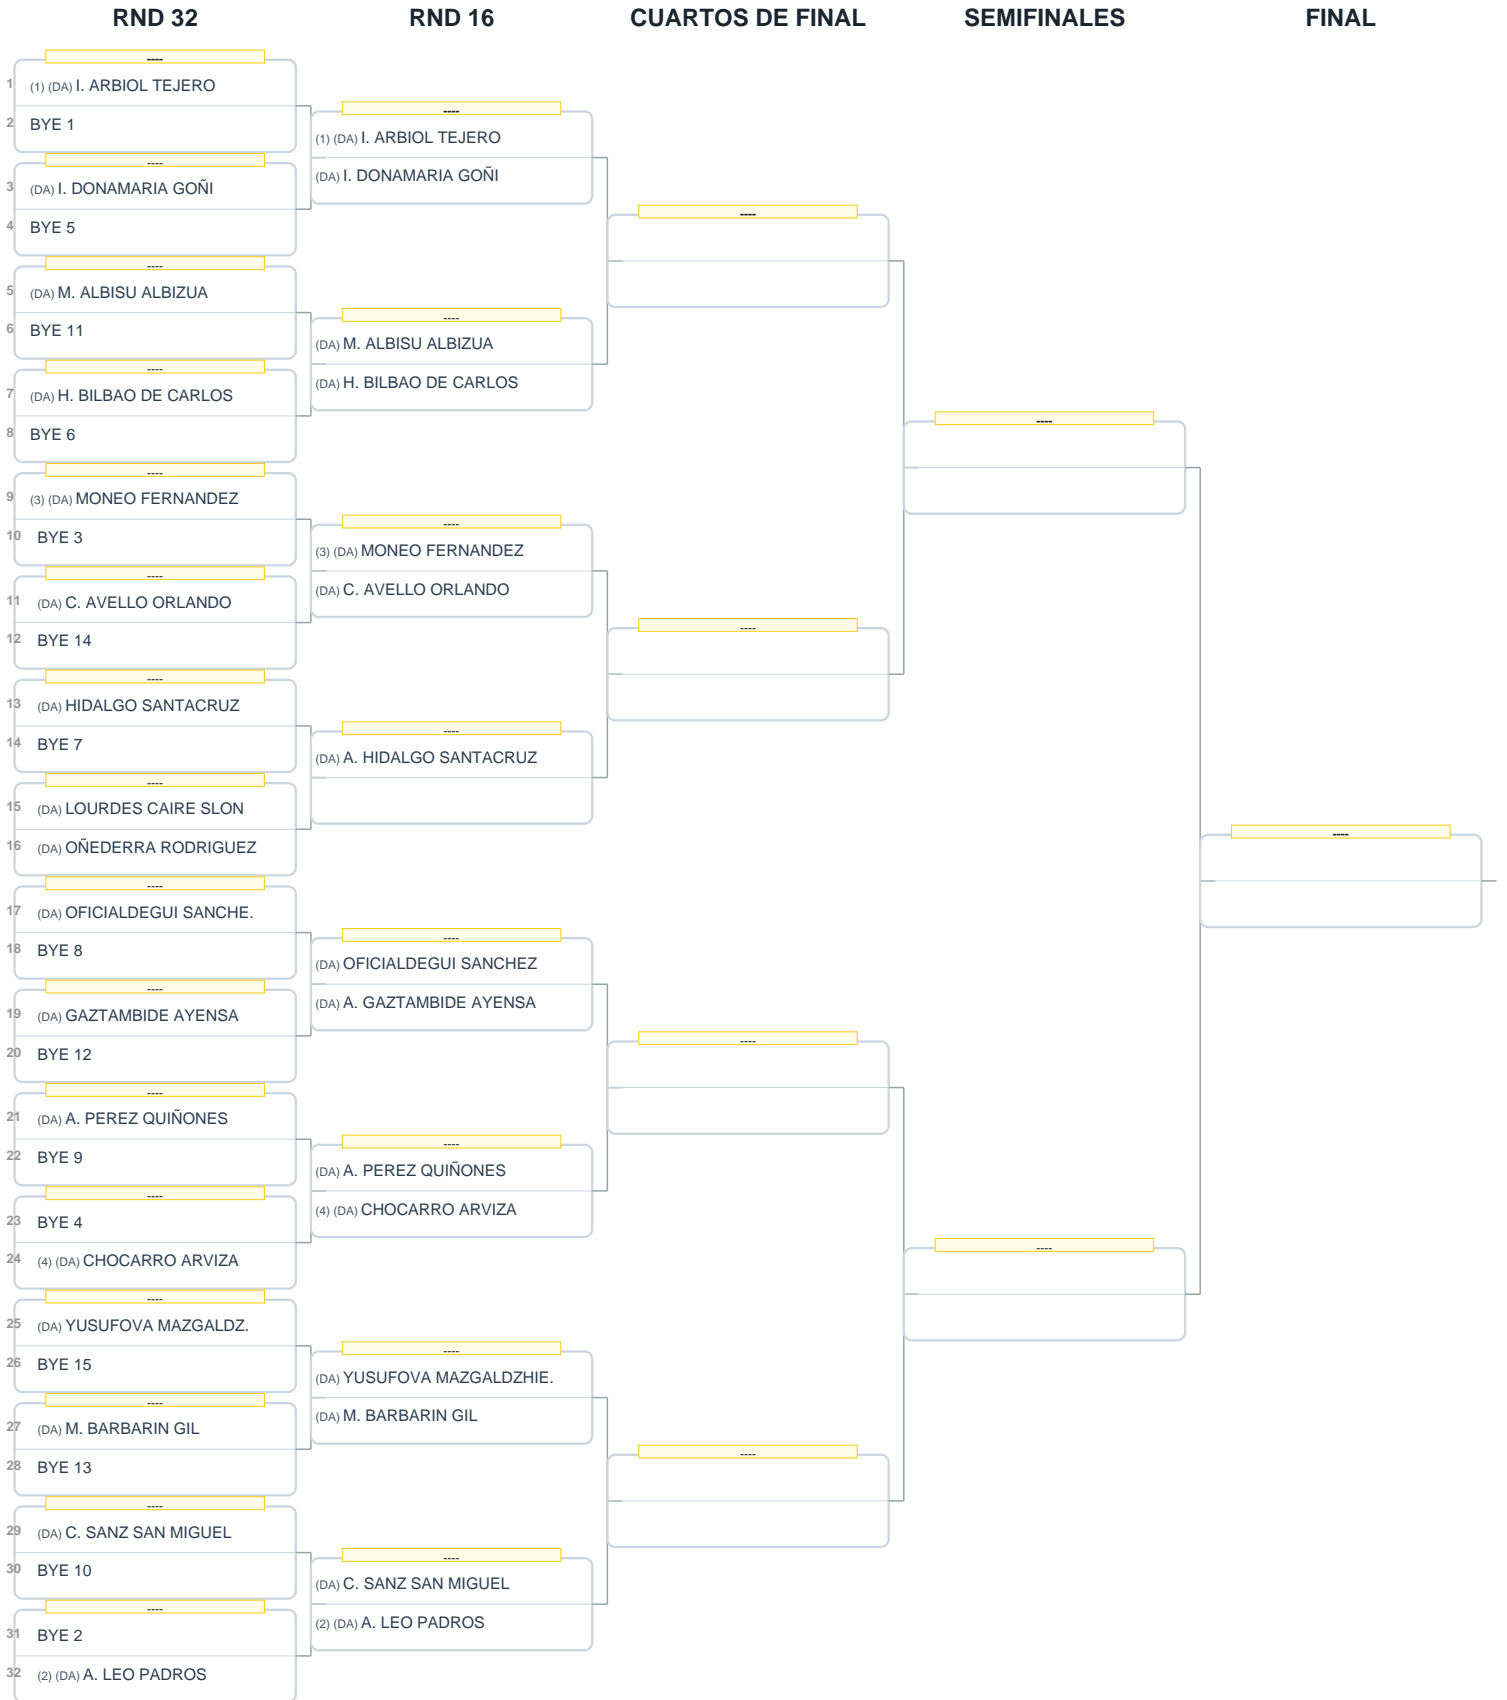 RND 32
RND 16
CUARTOS DE FINAL
SEMIFINALES
FINAL
----
1 (1) (DA) I. ARBIOL TEJERO
2 BYE 1
----
3 (DA) I. DONAMARIA GOÑI
4 BYE 5
----
5 (DA) M. ALBISU ALBIZUA
6 BYE 11
----
7 (DA) H. BILBAO DE CARLOS
8 BYE 6
----
9 (3) (DA) MONEO FERNANDEZ
10 BYE 3
----
11 (DA) C. AVELLO ORLANDO
12 BYE 14
----
13 (DA) HIDALGO SANTACRUZ
14 BYE 7
----
15 (DA) LOURDES CAIRE SLON
16 (DA) OÑEDERRA RODRIGUEZ
----
17 (DA) OFICIALDEGUI SANCHE.
18 BYE 8
----
19 (DA) GAZTAMBIDE AYENSA
20 BYE 12
----
21 (DA) A. PEREZ QUIÑONES
22 BYE 9
----
23 BYE 4
24 (4) (DA) CHOCARRO ARVIZA
----
25 (DA) YUSUFOVA MAZGALDZ.
26 BYE 15
----
27 (DA) M. BARBARIN GIL
28 BYE 13
----
29 (DA) C. SANZ SAN MIGUEL
30 BYE 10
----
31 BYE 2
32 (2) (DA) A. LEO PADROS
----
(1) (DA) I. ARBIOL TEJERO
(DA) I. DONAMARIA GOÑI
----
(DA) M. ALBISU ALBIZUA
(DA) H. BILBAO DE CARLOS
----
(3) (DA) MONEO FERNANDEZ
(DA) C. AVELLO ORLANDO
----
(DA) A. HIDALGO SANTACRUZ
----
(DA) OFICIALDEGUI SANCHEZ
(DA) A. GAZTAMBIDE AYENSA
----
(DA) A. PEREZ QUIÑONES
(4) (DA) CHOCARRO ARVIZA
----
(DA) YUSUFOVA MAZGALDZHIE.
(DA) M. BARBARIN GIL
----
(DA) C. SANZ SAN MIGUEL
(2) (DA) A. LEO PADROS
----
----
----
----
----
----
----